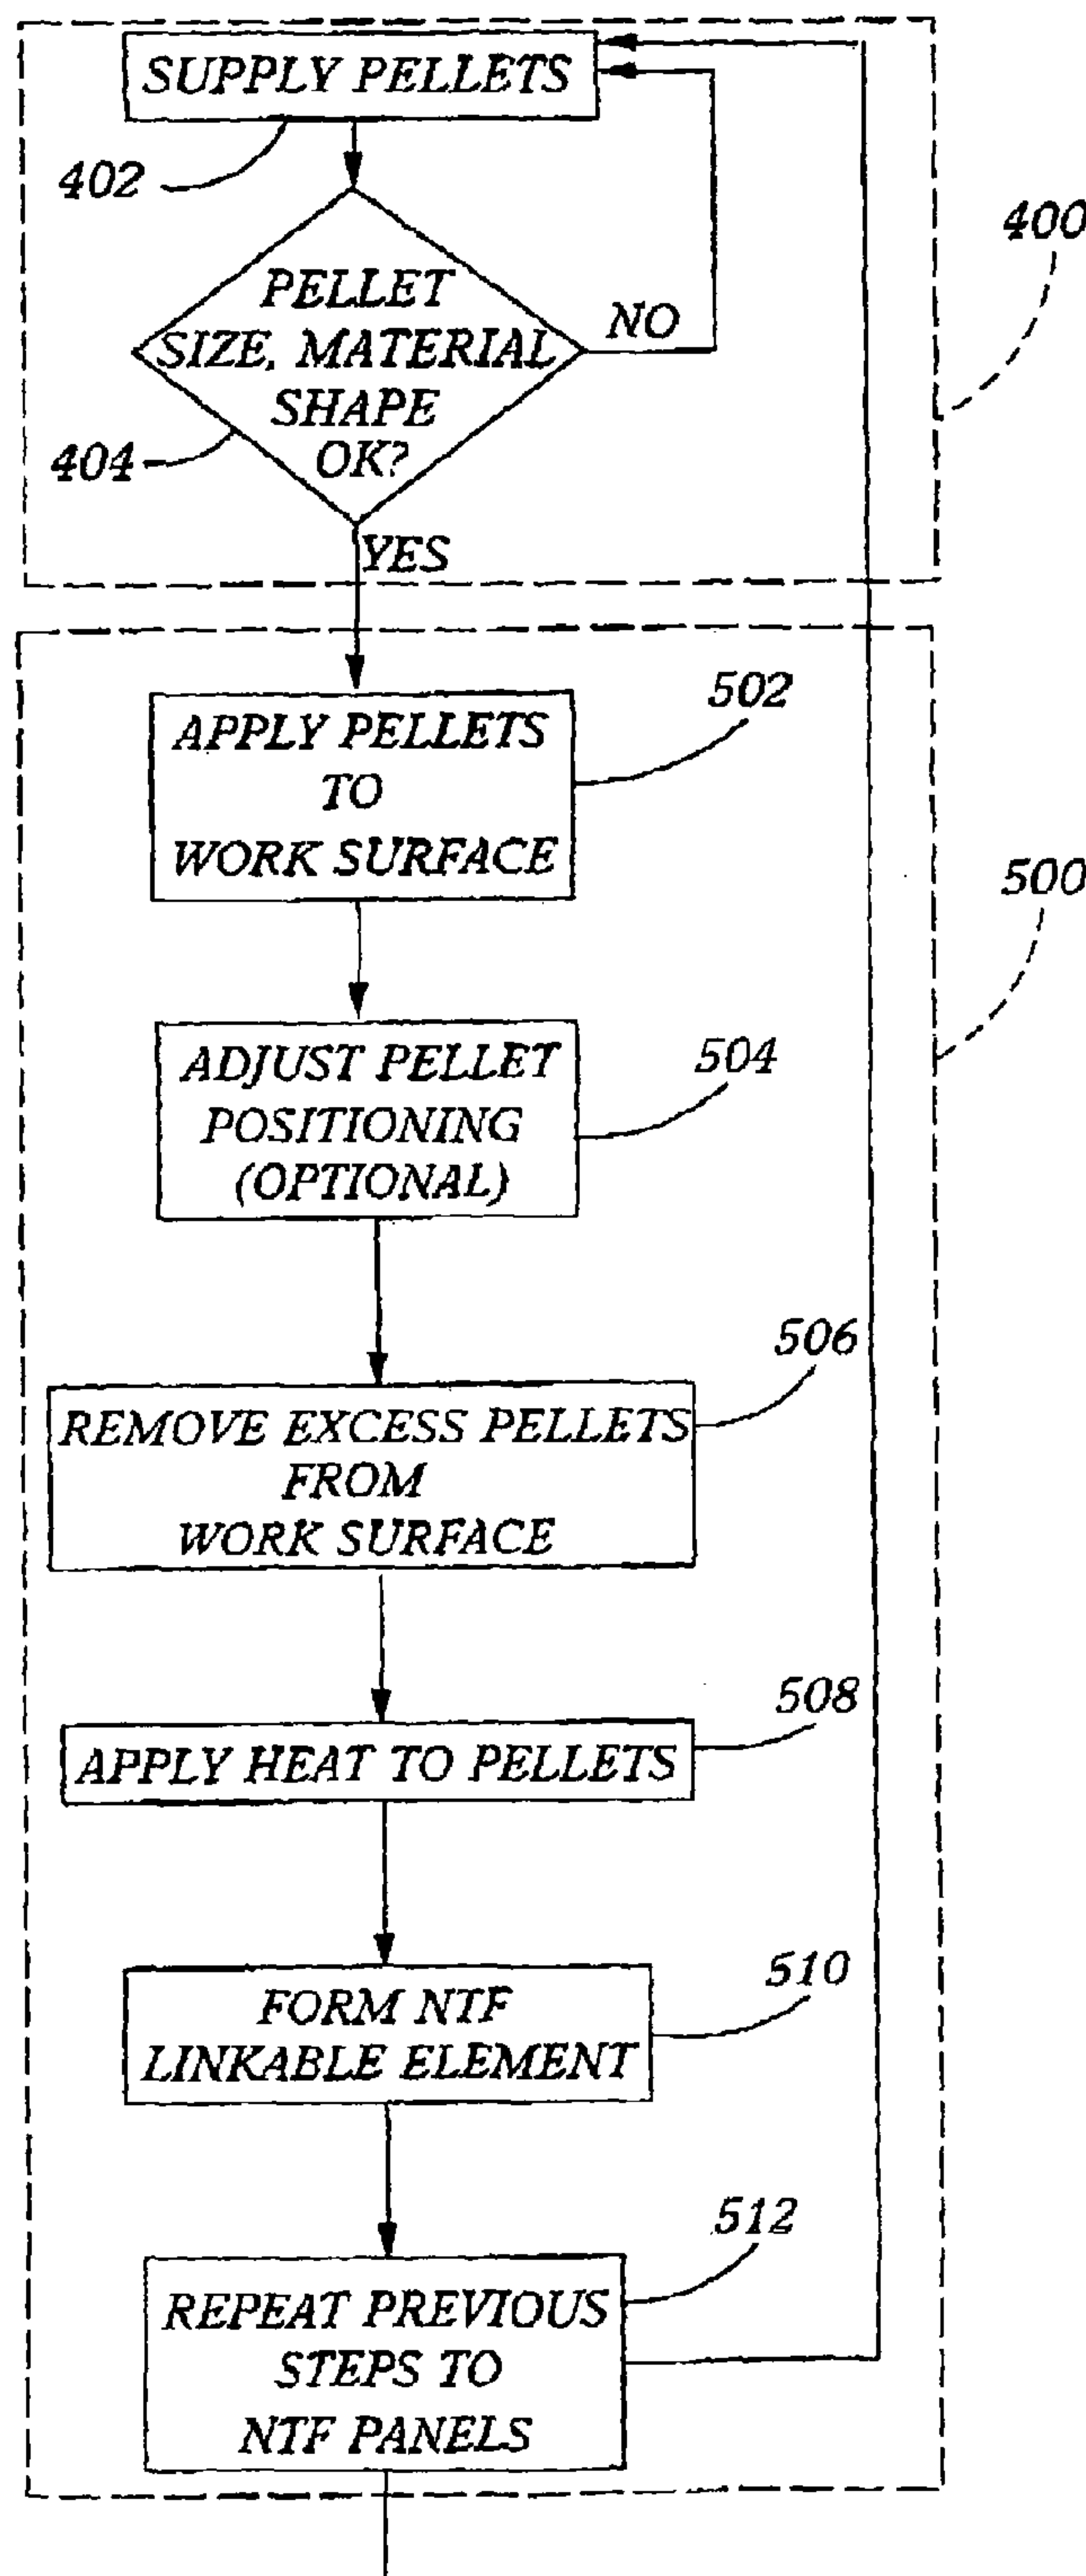 SUPPLY PELLETS
402
400
PELLET
SIZE, MATERIAL
SHAPE
OK?
NO
404
YES
502
APPLY PELLETS
TO
WORK SURFACE
500
504
ADJUST PELLET
POSITIONING
(OPTIONAL)
506
REMOVE EXCESS PELLETS
FROM
WORK SURFACE
508
APPLY HEAT TO PELLETS
510
FORM NTF
LINKABLE ELEMENT
512
REPEAT PREVIOUS
STEPS TO
NTF PANELS